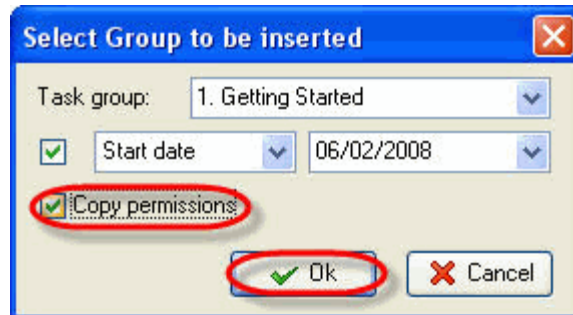 Select Group to be inserted
Task group: 1. Getting Started
Start date 06/02/2008
Copy permissions
Ok Cancel